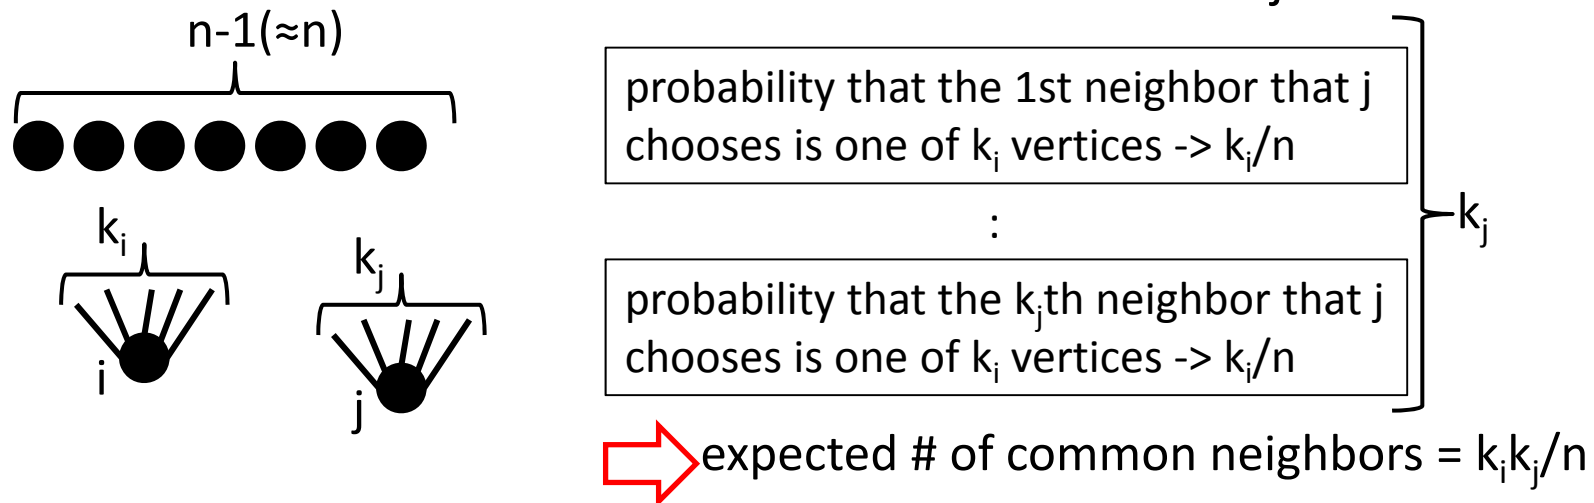 n-1(≈n)
k_i
k_j
i
j
probability that the 1st neighbor that j
chooses is one of k_i vertices -> k_i/n
:
probability that the k_jth neighbor that j
chooses is one of k_i vertices -> k_i/n
k_j
expected # of common neighbors = k_ik_j/n